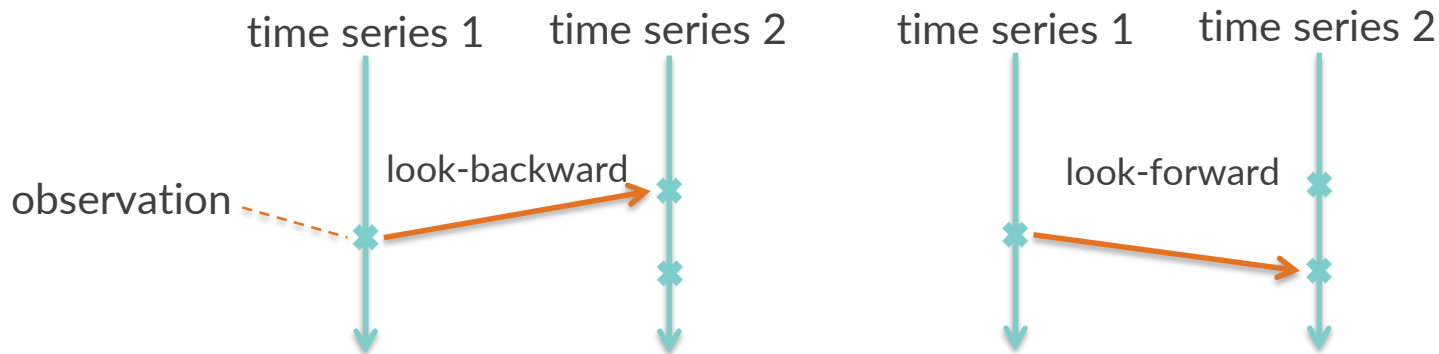 time series 1
time series 2
look-backward
observation
time series 1
time series 2
look-forward